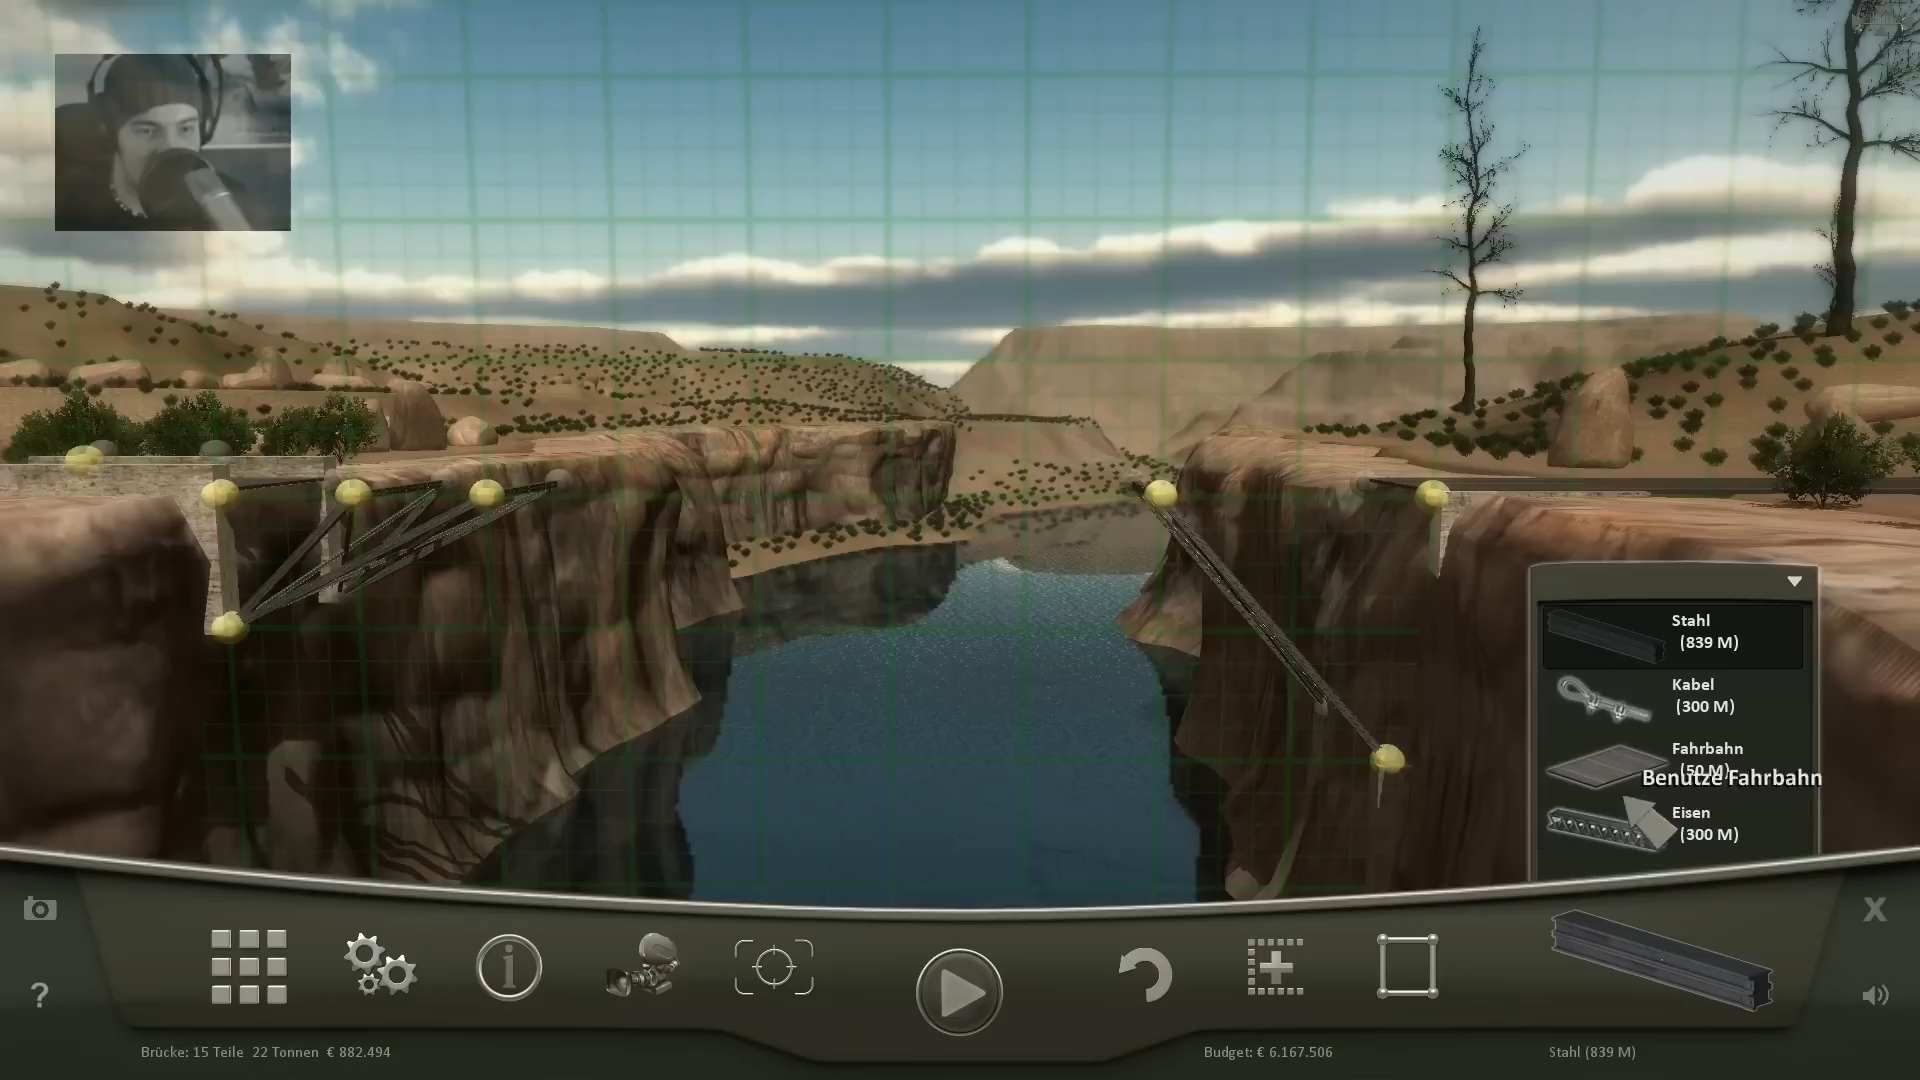 Stahl
(839 M)
Kabel
(300 M)
Fahrbahn
(50 M)
Benutze Fahrbahn
Eisen
(300 M)
?
X
Brücke: 15 Teile 22 Tonnen € 882.494
Budget: € 6.167.506
Stahl (839 M)